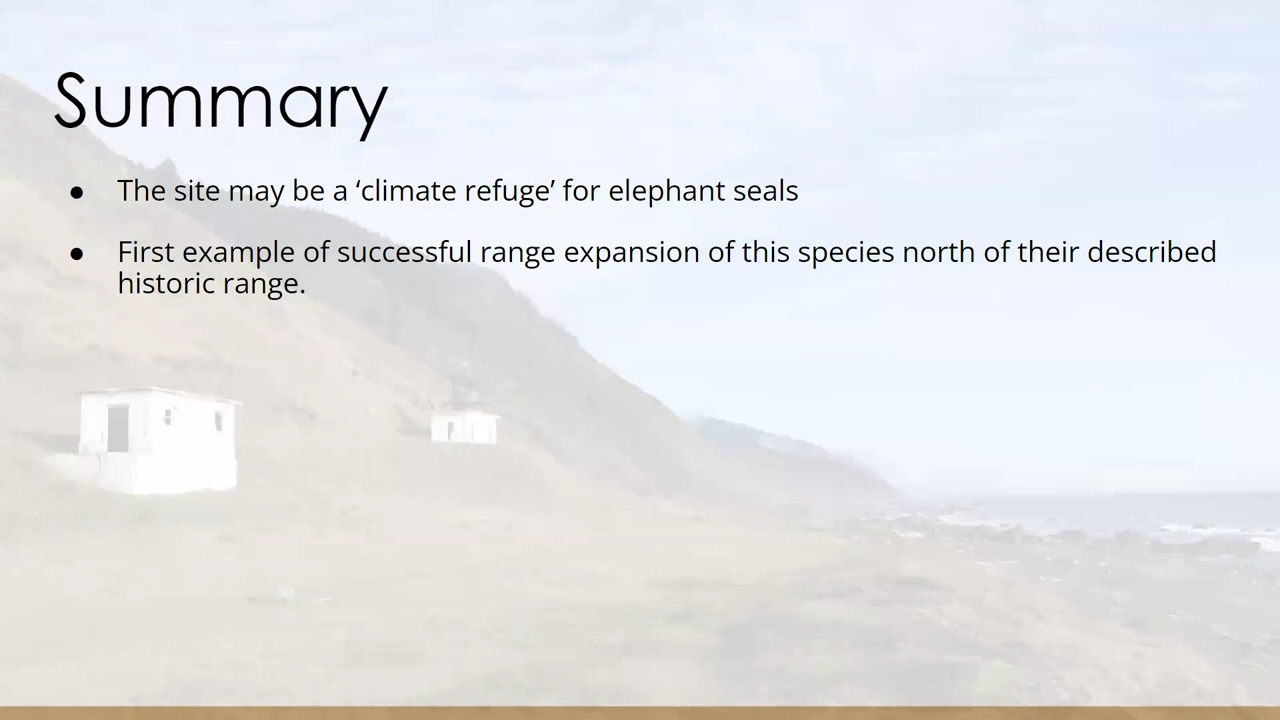 Summary
● The site may be a ‘climate refuge’ for elephant seals
● First example of successful range expansion of this species north of their described
historic range.